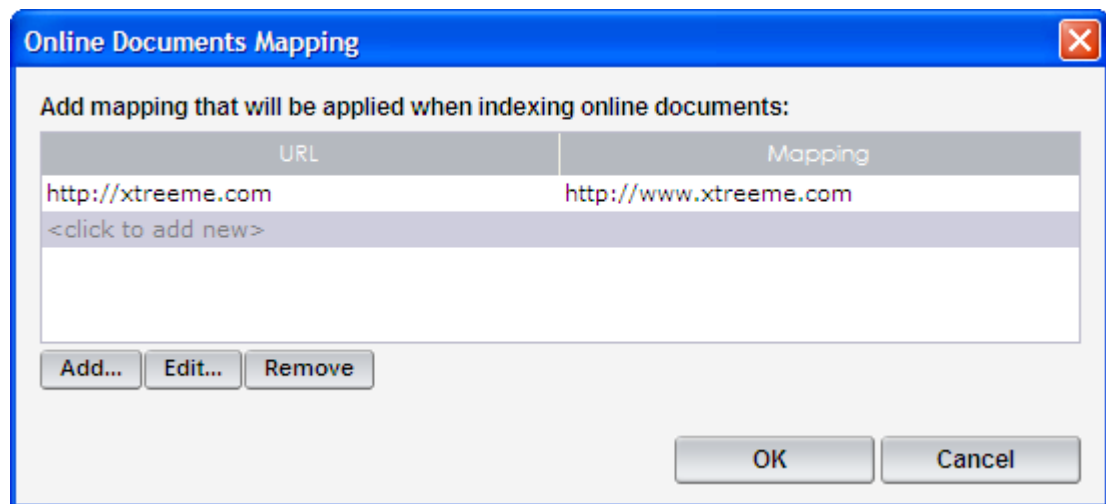 Online Documents Mapping
Add mapping that will be applied when indexing online documents:
URL Mapping
http://xtreeme.com http://www.xtreeme.com
<click to add new>
Add... Edit... Remove
OK Cancel